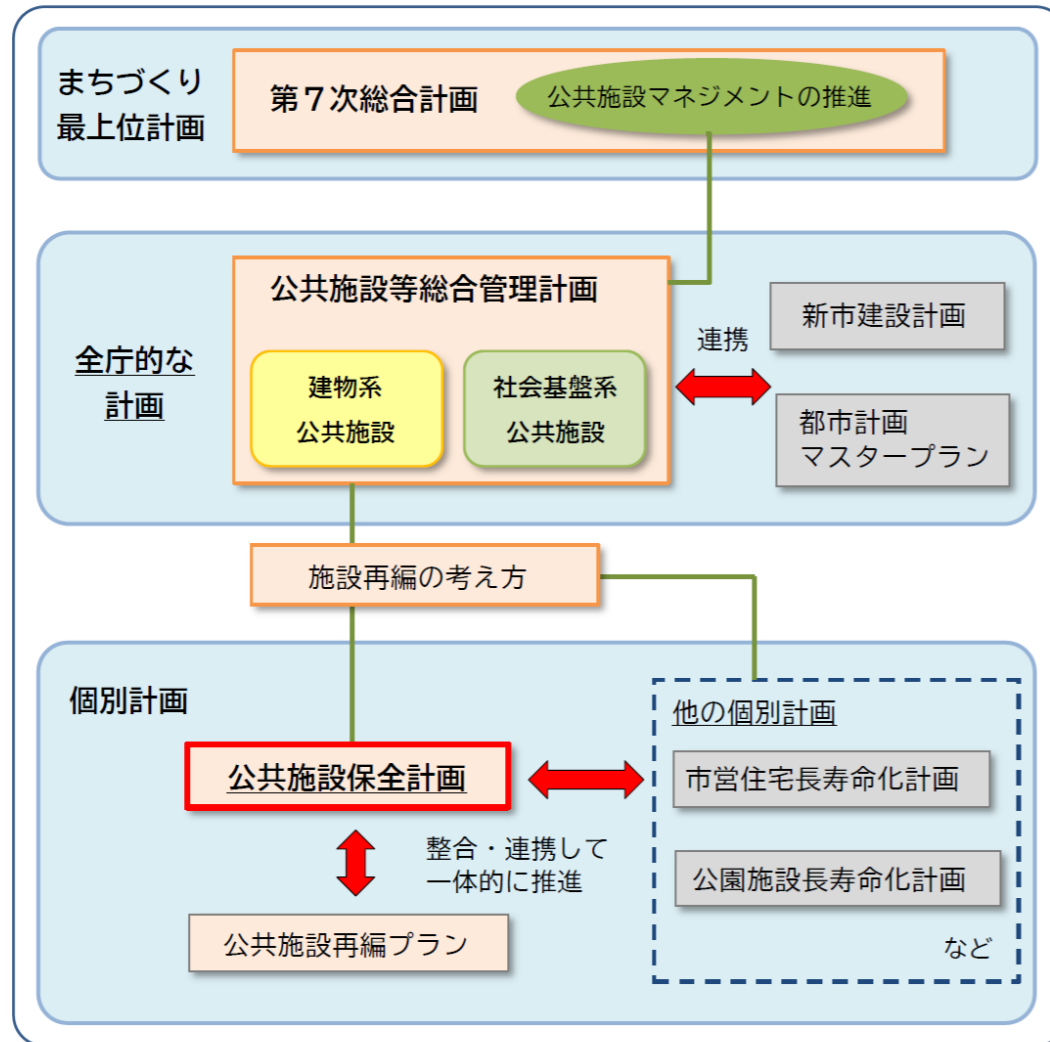 まちづくり
最上位計画
第７次総合計画
公共施設マネジメントの推進
全庁的な
計画
公共施設等総合管理計画
建物系
公共施設
社会基盤系
公共施設
連携
新市建設計画
都市計画
マスタープラン
施設再編の考え方
個別計画
公共施設保全計画
整合・連携して
一体的に推進
公共施設再編プラン
他の個別計画
市営住宅長寿命化計画
公園施設長寿命化計画
など